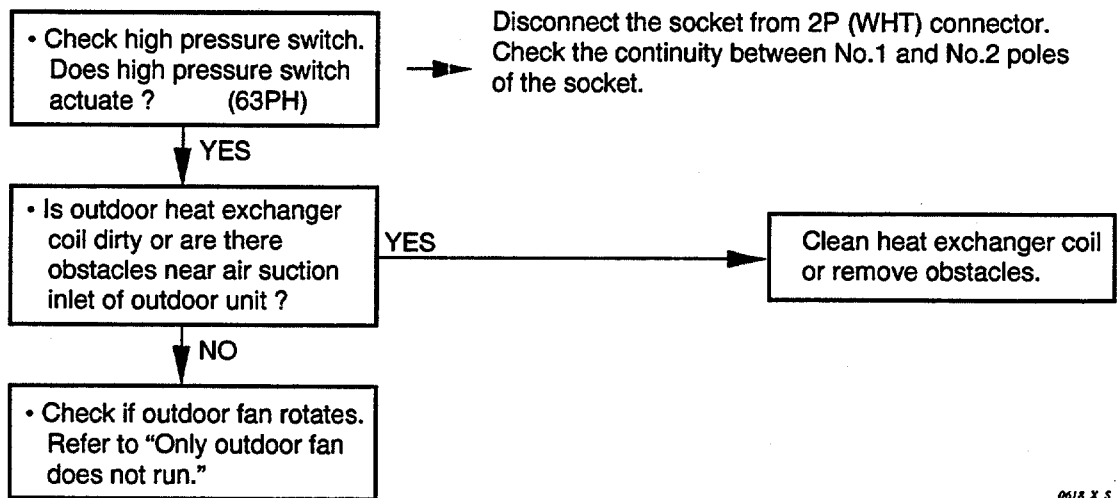 • Check high pressure switch.
Does high pressure switch
actuate ? (63PH)
Disconnect the socket from 2P (WHT) connector.
Check the continuity between No.1 and No.2 poles
of the socket.
YES
• Is outdoor heat exchanger
coil dirty or are there
obstacles near air suction
inlet of outdoor unit ?
YES
Clean heat exchanger coil
or remove obstacles.
NO
• Check if outdoor fan rotates.
Refer to “Only outdoor fan
does not run.”
0618 X S